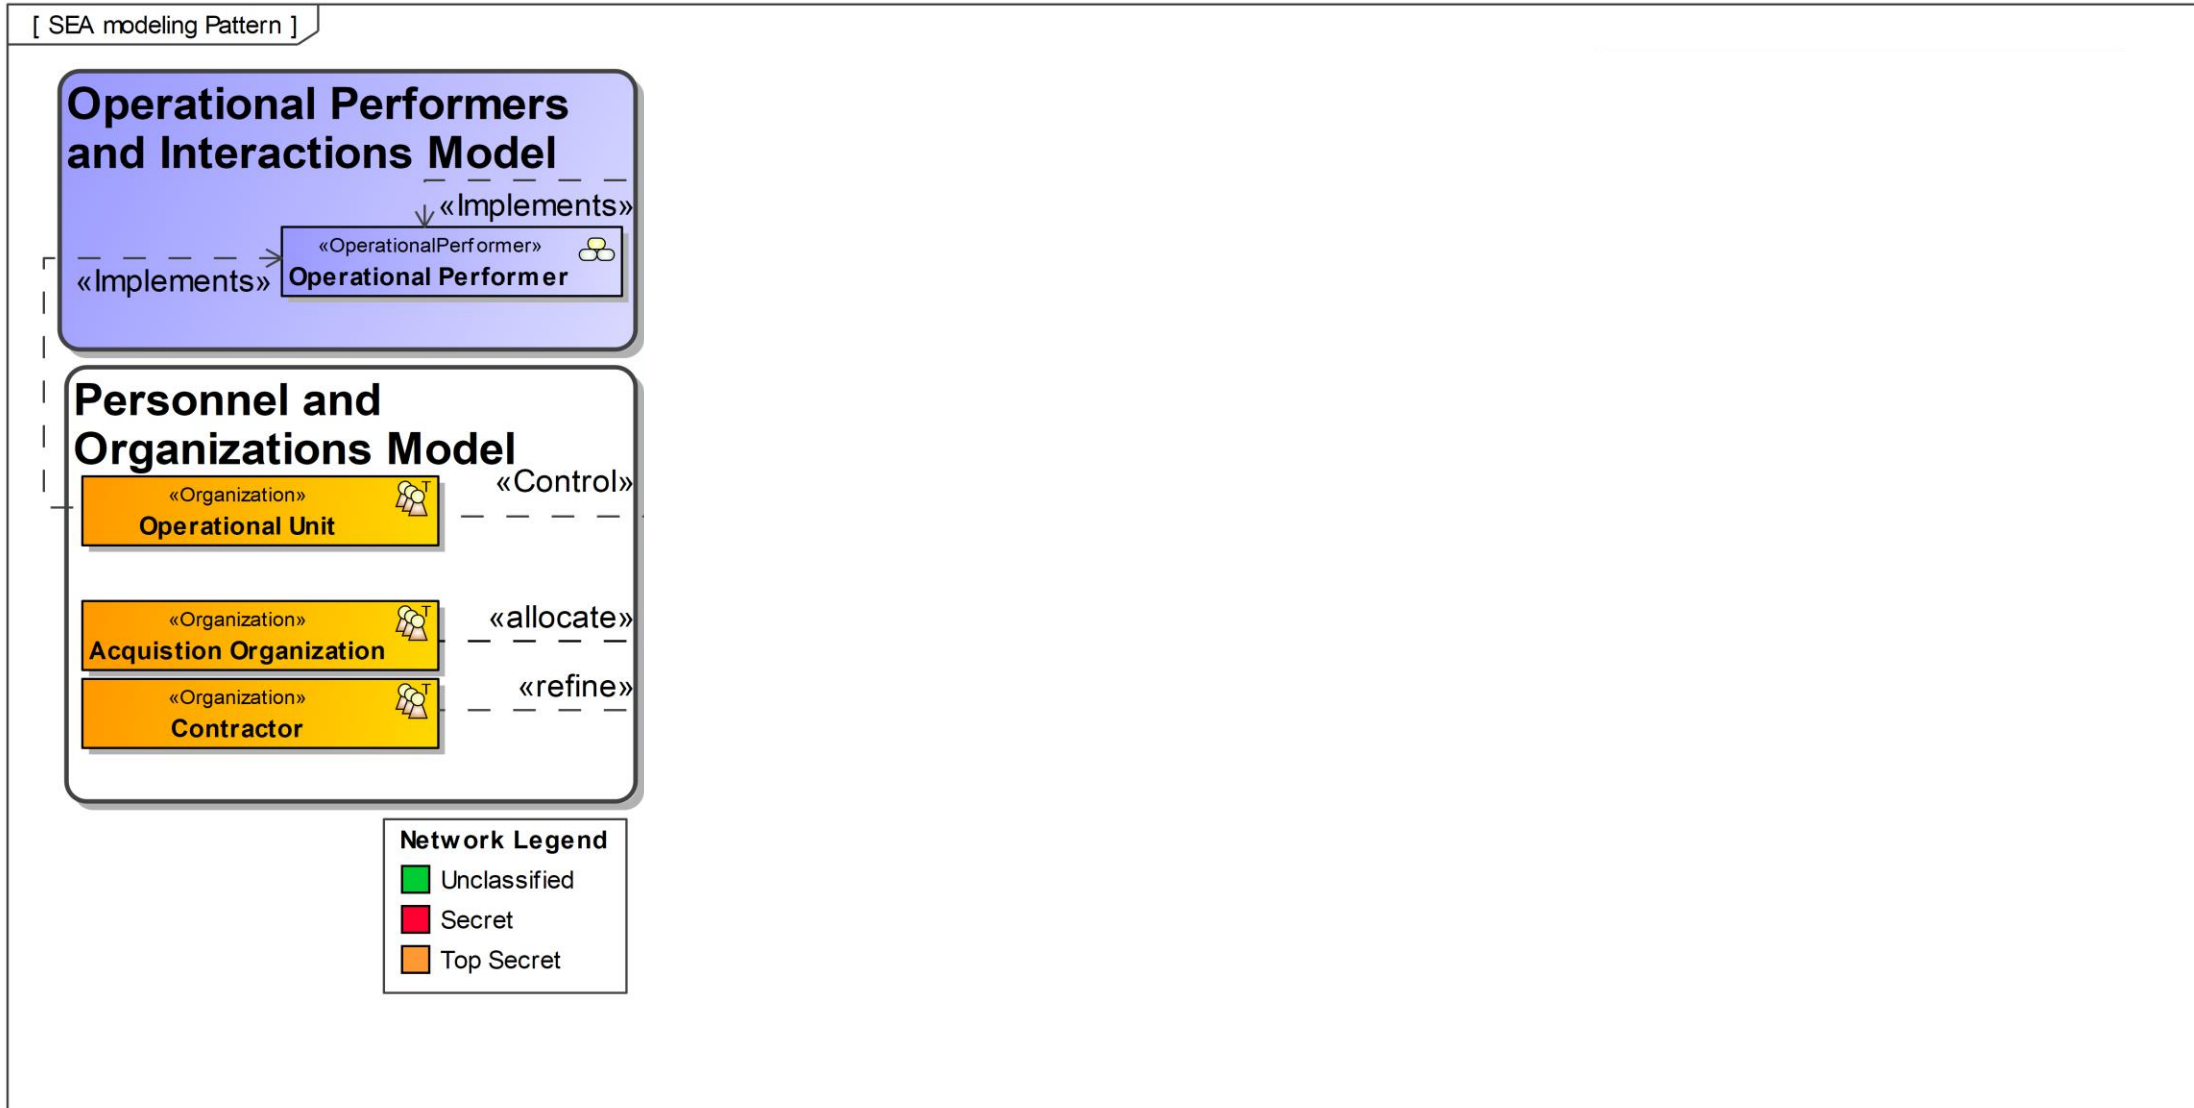 [ SEA modeling Pattern ]
Operational Performers
and Interactions Model
«Implements»
«OperationalPerformer»
Operational Performer
«Implements»
Personnel and
Organizations Model
«Control»
«Organization»
T
Operational Unit
«Organization»
T
«allocate»
Acquistion Organization
«Organization»
T
«refine»
Contractor
Network Legend
Unclassified
Secret
Top Secret